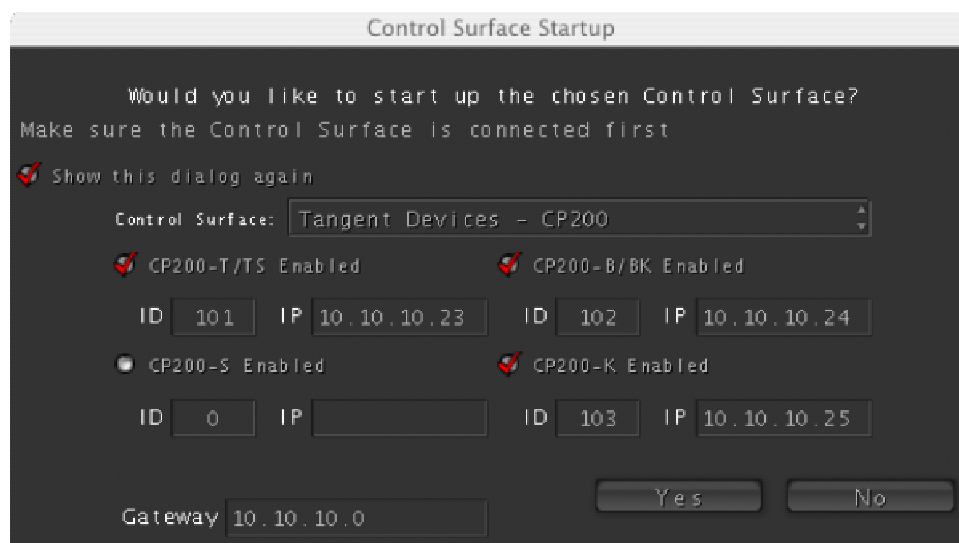 Control Surface Startup
Would you like to start up the chosen Control Surface?
Make sure the Control Surface is connected first
Show this dialog again
Control Surface: Tangent Devices - CP200
CP200-T/TS Enabled CP200-B/BK Enabled
ID 101 IP 10.10.10.23 ID 102 IP 10.10.10.24
CP200-S Enabled CP200-K Enabled
ID 0 IP ID 103 IP 10.10.10.25
Yes No
Gateway 10.10.10.0